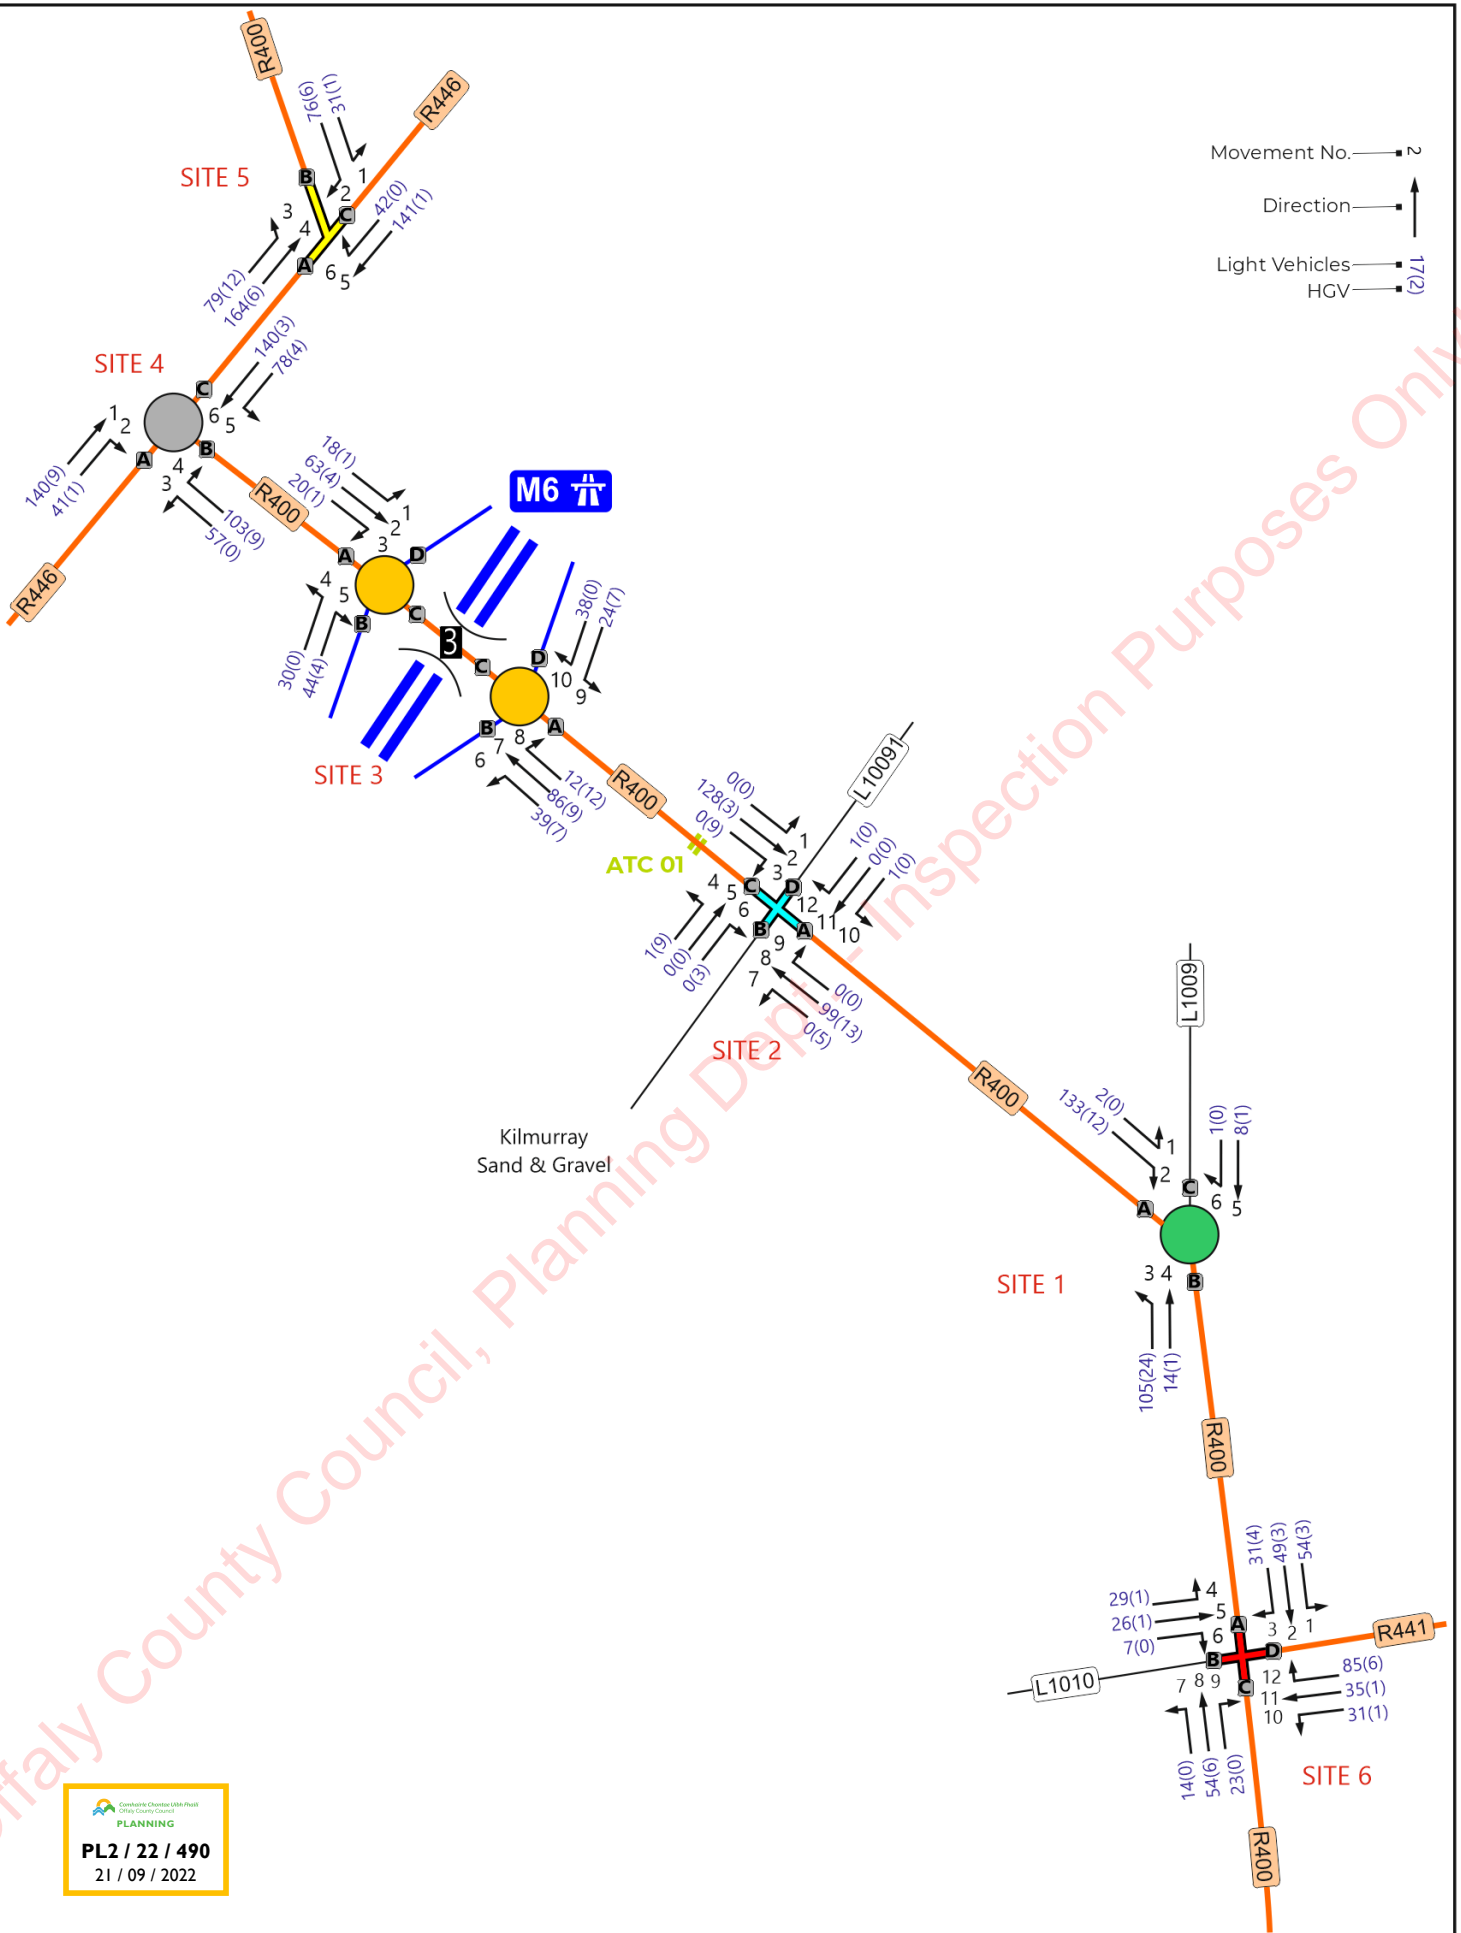 R400
R446
31(1)
76(6)
SITE 5
B
1
2
C
42(0)
141(1)
3
4
A
6
5
79(12)
164(6)
Movement No.
2
Direction
Light Vehicles
HGV
17(2)
SITE 4
140(3)
78(4)
C
6
5
1
2
A
B
4
3
140(9)
41(1)
103(9)
57(0)
R446
R400
18(1)
63(4)
20(1)
1
2
3
M6
A
D
4
5
B
C
30(0)
44(4)
3
C
D
38(0)
24(7)
10
9
B
A
8
7
6
12(12)
86(9)
39(7)
SITE 3
R400
ATC 01
L10091
0(0)
128(3)
0(9)
1
2
3
1(0)
0(0)
1(0)
4
5
6
C
D
12
11
10
B
A
9
8
7
1(9)
0(0)
0(3)
0(0)
99(13)
0(5)
SITE 2
Kilmurray
Sand & Gravel
R400
L1009
2(0)
133(12)
1
2
1(0)
8(1)
C
6
5
A
3
4
B
SITE 1
105(24)
14(1)
R400
31(4)
49(3)
54(3)
29(1)
26(1)
7(0)
4
5
6
A
3
2
1
B
D
R441
L1010
7
8
9
C
12
11
10
85(6)
35(1)
31(1)
14(0)
54(6)
23(0)
SITE 6
R400
Offaly County Council, Planning Dept - Inspection Purposes Only
Comhairle Chontae Uíbh Fhailí
Offaly County Council
PLANNING
PL2 / 22 / 490
21 / 09 / 2022